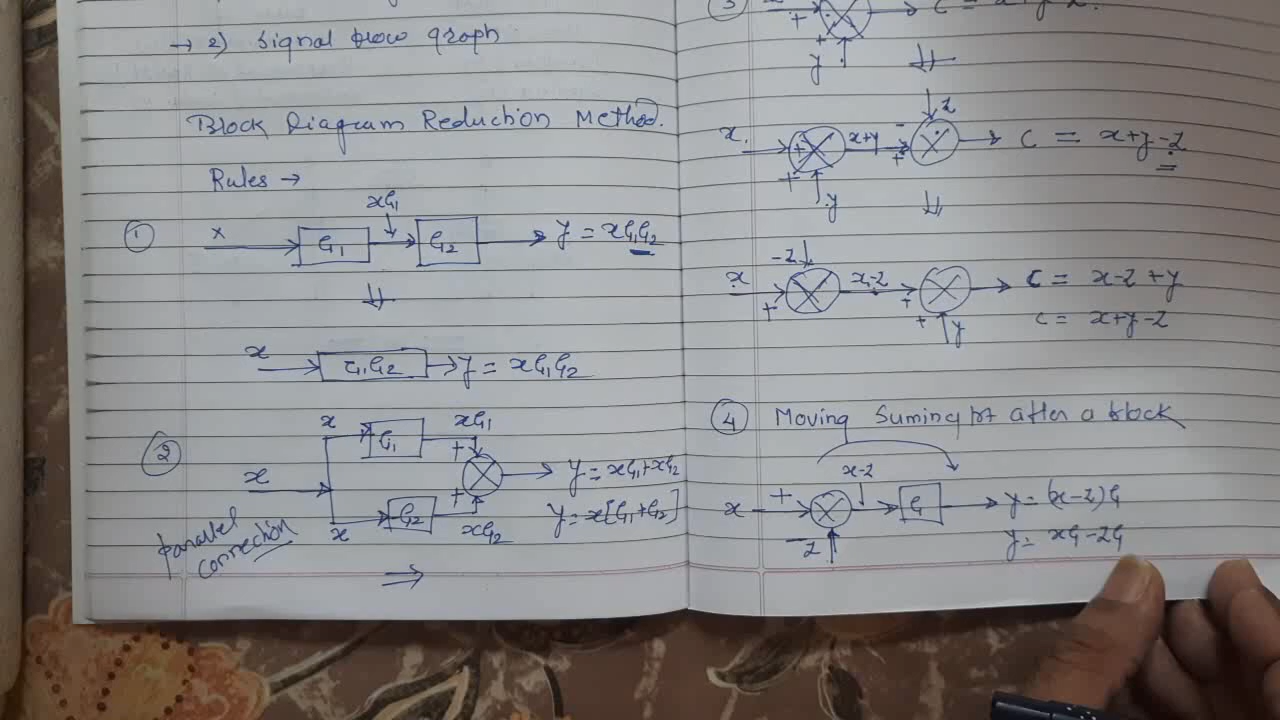 → 2) Signal flow graph
Block Diagram Reduction Method.
Rules →
xG1
① x G1 G2 y = xG1G2
⇓
x G1G2 y = xG1G2
② x G1 xG1
+
x y = xG1+xG2
+
x G2 xG2 y = x[G1+G2]
parallel
connection
⇒
③
+
+
y
⇓
z
x + x+y - + C = x+y-z
+
y
⇓
-z
x + x-z + C = x-z+y
+ y C = x+y-z
④ Moving Suming pt after a block
x-z
x + G y = (x-z)G
-z y = xG-zG